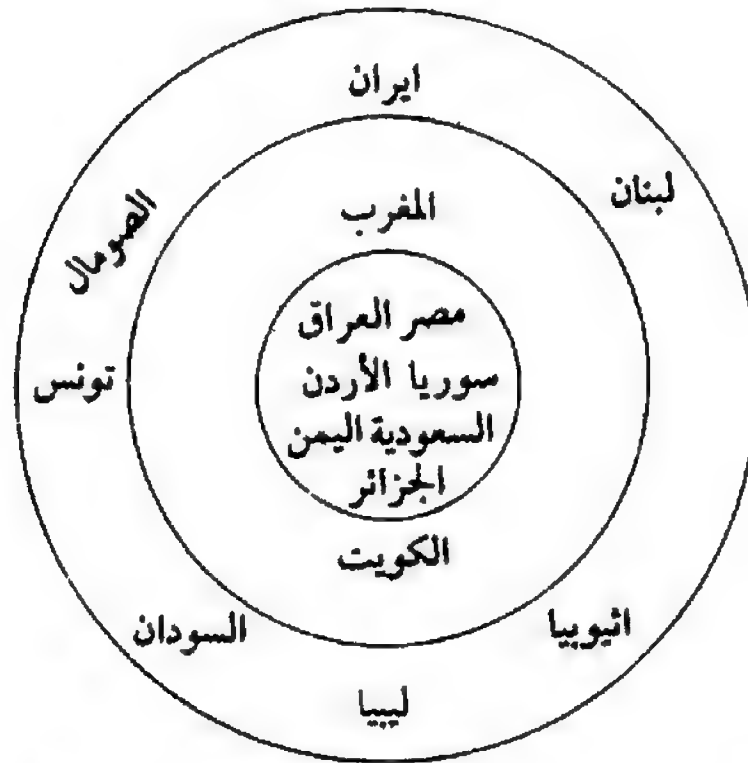 ايران
لبنان
الصومال
المغرب
مصر العراق
سوريا الأردن
السعودية اليمن
الجزائر
تونس
الكويت
اثيوبيا
السودان
ليبيا